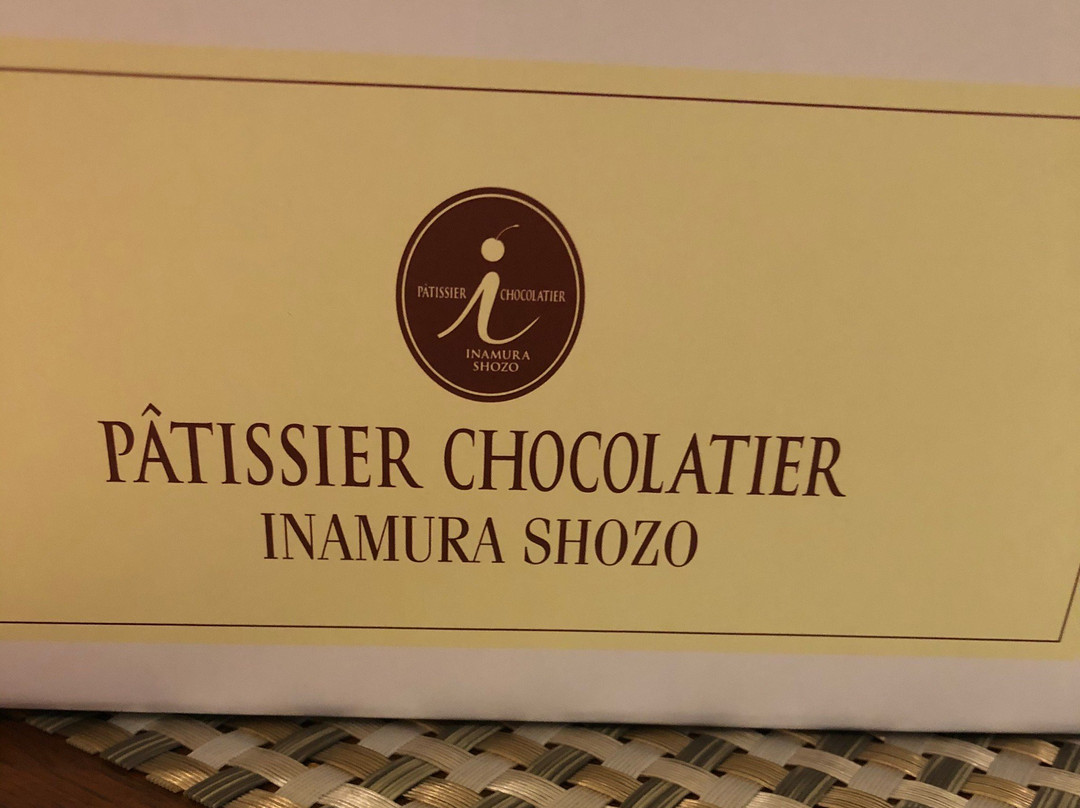 PÂTISSIER i CHOCOLATIER
INAMURA
SHOZO
PÂTISSIER CHOCOLATIER
INAMURA SHOZO